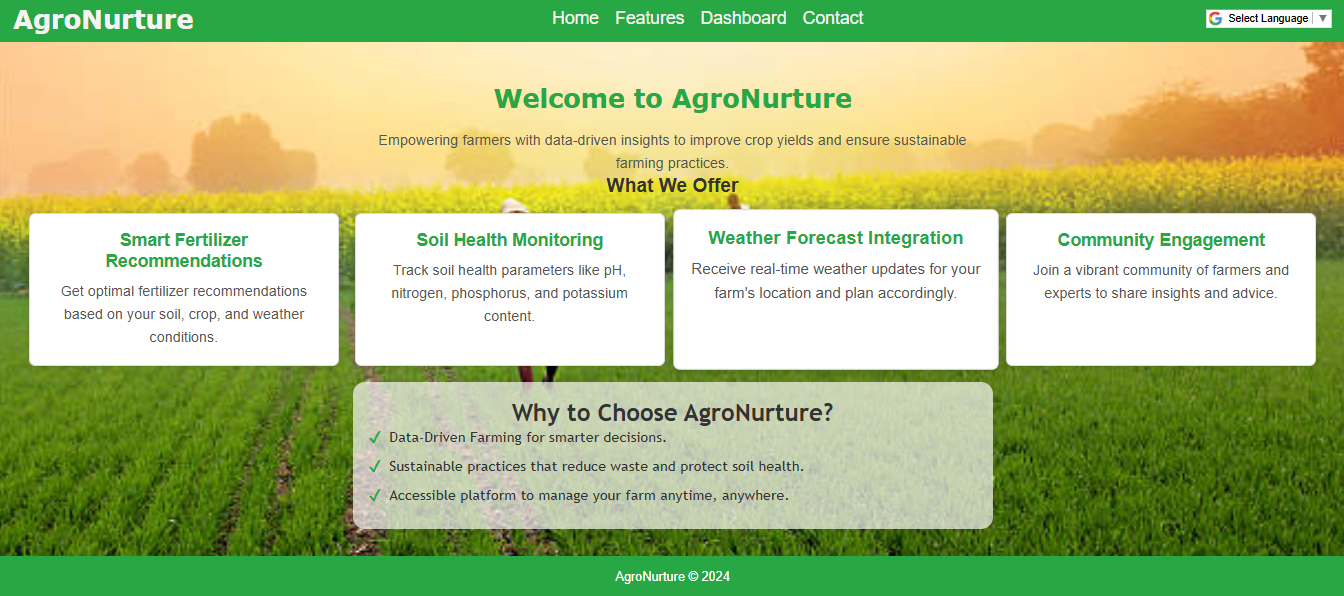 AgroNurture
Home Features Dashboard Contact
Select Language ▼
Welcome to AgroNurture
Empowering farmers with data-driven insights to improve crop yields and ensure sustainable
farming practices.
What We Offer
Smart Fertilizer
Recommendations
Get optimal fertilizer recommendations
based on your soil, crop, and weather
conditions.
Soil Health Monitoring
Track soil health parameters like pH,
nitrogen, phosphorus, and potassium
content.
Weather Forecast Integration
Receive real-time weather updates for your
farm's location and plan accordingly.
Community Engagement
Join a vibrant community of farmers and
experts to share insights and advice.
Why to Choose AgroNurture?
✓ Data-Driven Farming for smarter decisions.
✓ Sustainable practices that reduce waste and protect soil health.
✓ Accessible platform to manage your farm anytime, anywhere.
AgroNurture © 2024